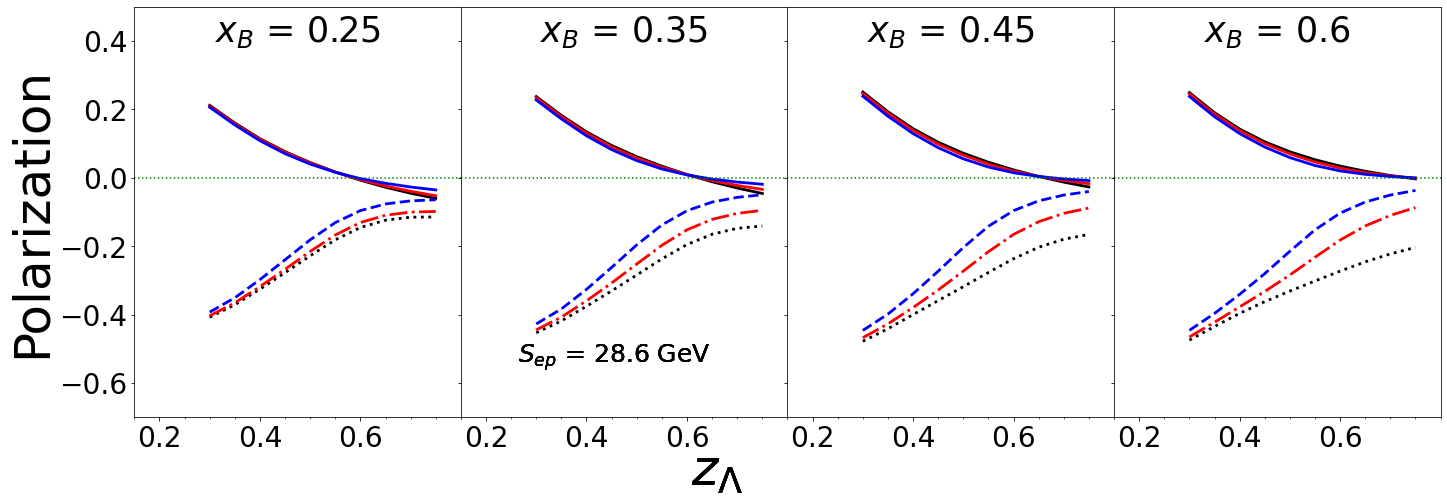 x_B = 0.25 x_B = 0.35 x_B = 0.45 x_B = 0.6
Polarization
0.4
0.2
0.0
−0.2
−0.4
−0.6
S_ep = 28.6 GeV
0.2 0.4 0.6 0.2 0.4 0.6 0.2 0.4 0.6 0.2 0.4 0.6
z_Λ